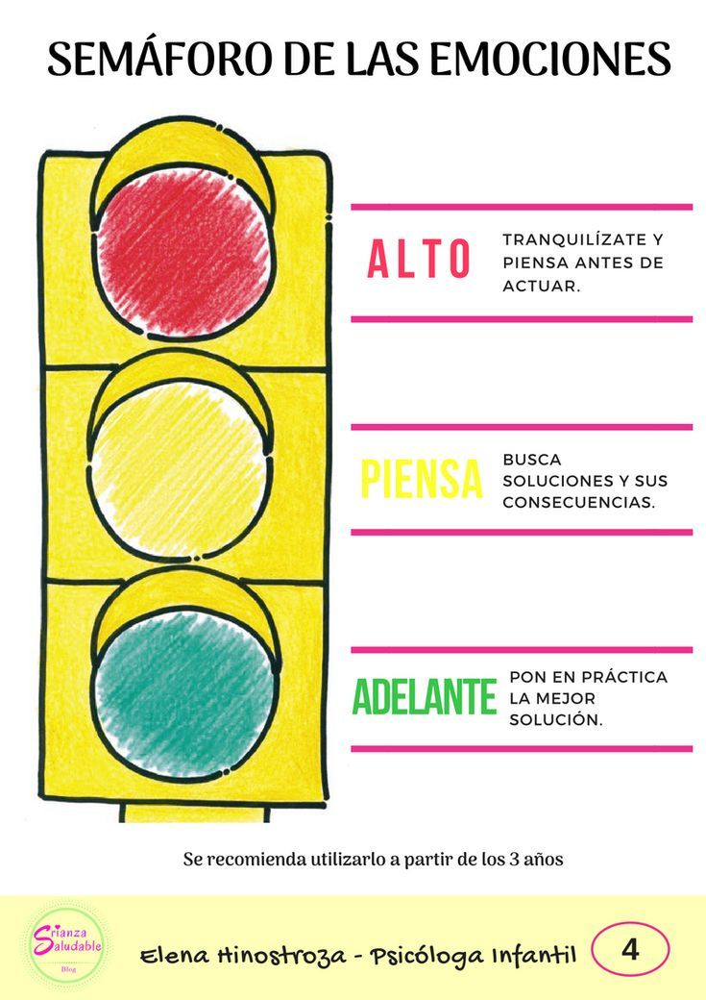 SEMÁFORO DE LAS EMOCIONES
ALTO
TRANQUILÍZATE Y
PIENSA ANTES DE
ACTUAR.
PIENSA
BUSCA
SOLUCIONES Y SUS
CONSECUENCIAS.
ADELANTE
PON EN PRÁCTICA
LA MEJOR
SOLUCIÓN.
Se recomienda utilizarlo a partir de los 3 años
Crianza
Saludable
Blog
Elena Hinostroza - Psicóloga Infantil
4